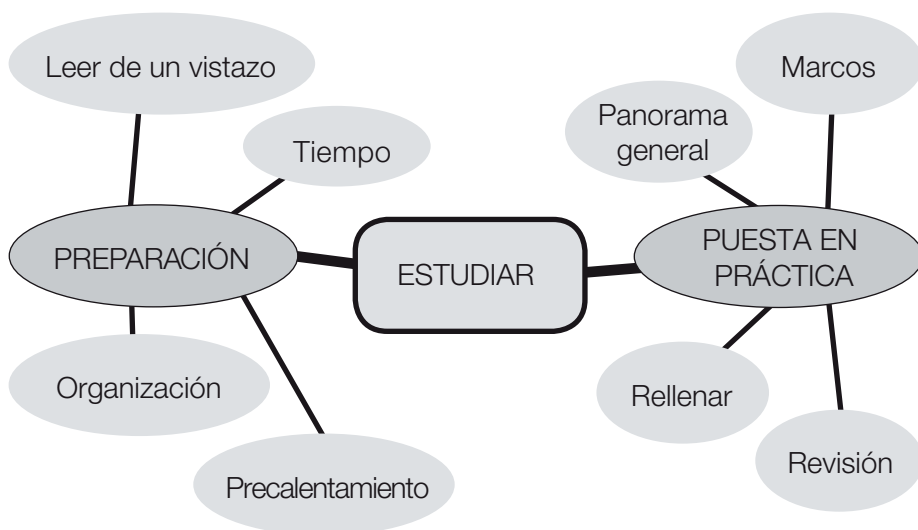 Leer de un vistazo
Tiempo
PREPARACIÓN
Organización
Precalentamiento
ESTUDIAR
Marcos
Panorama
general
PUESTA EN
PRÁCTICA
Rellenar
Revisión